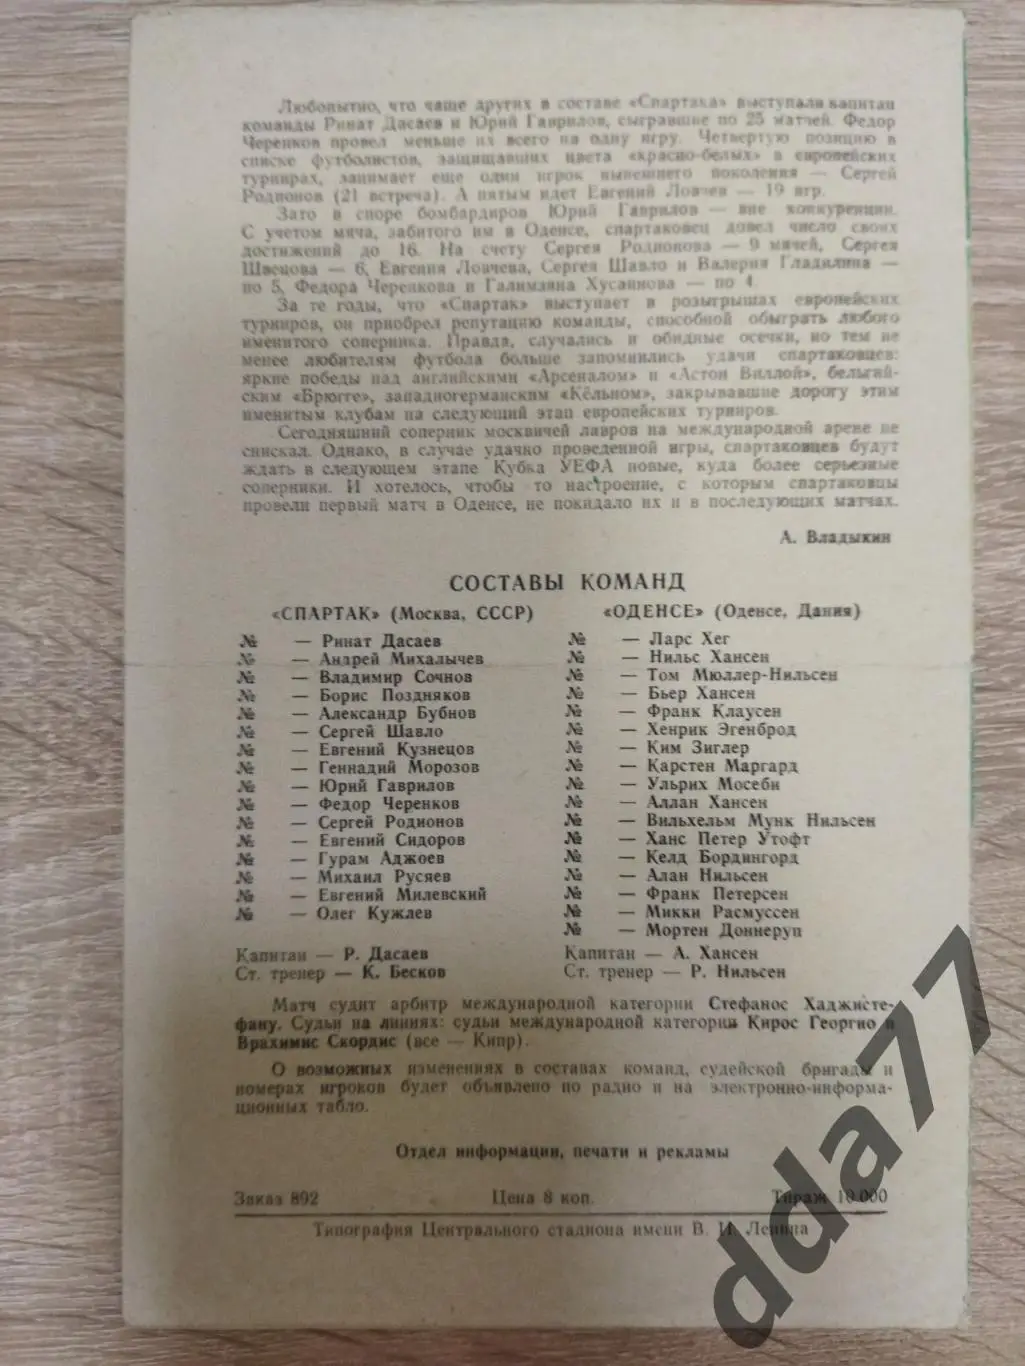 Любопытно, что чаще других в составе «Спартака» выступали капитан
команды Ринат Дасаев и Юрий Гаврилов, сыгравшие по 25 матчей. Федор
Черенков провел меньше их всего на одну игру. Четвертую позицию в
списке футболистов, защищавших цвета «красно-белых» в европейских
турнирах, занимает еще один игрок нынешнего поколения — Сергей
Родионов (21 встреча). А пятым идет Евгений Ловчев — 19 игр.
Зато в споре бомбардиров Юрий Гаврилов — вне конкуренции.
С учетом мяча, забитого им в Оденсе, спартаковец довел число своих
достижений до 16. На счету Сергея Родионова — 9 мячей, Сергея
Швецова — 6, Евгения Ловчева, Сергея Шавло и Валерия Гладилина —
по 5, Федора Черенкова и Галимзяна Хусаинова — по 4.
За те годы, что «Спартак» выступает в розыгрышах европейских
турниров, он приобрел репутацию команды, способной обыграть любого
именитого соперника. Правда, случались и обидные осечки, но тем не
менее любителям футбола больше запомнились удачи спартаковцев:
яркие победы над английскими «Арсеналом» и «Астон Виллой», бельгий-
ским «Брюгге», западногерманским «Кёльном», закрывавшие дорогу этим
именитым клубам на следующий этап европейских турниров.
Сегодняшний соперник москвичей лавров на международной арене не
снискал. Однако, в случае удачно проведенной игры, спартаковцев будут
ждать в следующем этапе Кубка УЕФА новые, куда более серьезные
соперники. И хотелось, чтобы то настроение, с которым спартаковцы
провели первый матч в Оденсе, не покидало их и в последующих матчах.
А. Владыкин
СОСТАВЫ КОМАНД
«СПАРТАК» (Москва, СССР)
№ — Ринат Дасаев
№ — Андрей Михалычев
№ — Владимир Сочнов
№ — Борис Поздняков
№ — Александр Бубнов
№ — Сергей Шавло
№ — Евгений Кузнецов
№ — Геннадий Морозов
№ — Юрий Гаврилов
№ — Федор Черенков
№ — Сергей Родионов
№ — Евгений Сидоров
№ — Гурам Аджоев
№ — Михаил Русяев
№ — Евгений Милевский
№ — Олег Кужлев
Капитан — Р. Дасаев
Ст. тренер — К. Бесков
«ОДЕНСЕ» (Оденсе, Дания)
№ — Ларс Хег
№ — Нильс Хансен
№ — Том Мюллер-Нильсен
№ — Бьер Хансен
№ — Франк Клаусен
№ — Хенрик Эгенброд
№ — Ким Зиглер
№ — Карстен Маргард
№ — Ульрих Мосеби
№ — Аллан Хансен
№ — Вильхельм Мунк Нильсен
№ — Ханс Петер Утофт
№ — Келд Бордингорд
№ — Алан Нильсен
№ — Франк Петерсен
№ — Микки Расмуссен
№ — Мортен Доннеруп
Капитан — А. Хансен
Ст. тренер — Р. Нильсен
Матч судит арбитр международной категории Стефанос Хаджисте-
фану. Судьи на линиях: судьи международной категории Кирос Георгио и
Врахимис Скордис (все — Кипр).
О возможных изменениях в составах команд, судейской бригады и
номерах игроков будет объявлено по радио и на электронно-информа-
ционных табло.
Отдел информации, печати и рекламы
Заказ 892 Цена 8 коп. Тираж 10 000
Типография Центрального стадиона имени В. И. Ленина
dda77